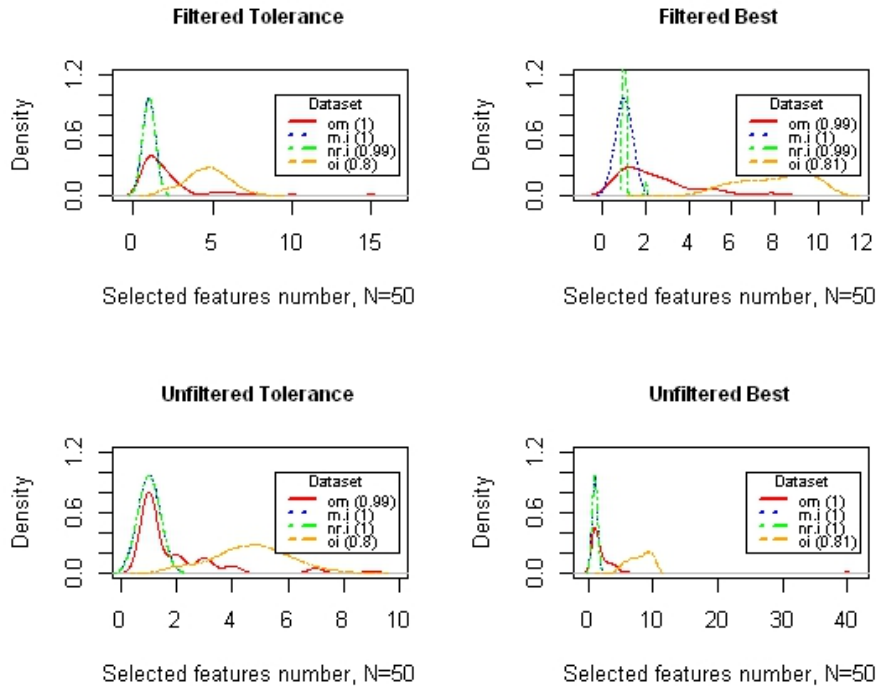 Filtered Tolerance
Density
0.0 0.6 1.2
Dataset
om (1)
m.i (1)
nr.i (0.99)
oi (0.8)
0 5 10 15
Selected features number, N=50
Filtered Best
Density
0.0 0.6 1.2
Dataset
om (0.99)
m.i (1)
nr.i (0.99)
oi (0.81)
0 2 4 6 8 10 12
Selected features number, N=50
Unfiltered Tolerance
Density
0.0 0.6 1.2
Dataset
om (0.99)
m.i (1)
nr.i (1)
oi (0.8)
0 2 4 6 8 10
Selected features number, N=50
Unfiltered Best
Density
0.0 0.6 1.2
Dataset
om (1)
m.i (1)
nr.i (1)
oi (0.81)
0 10 20 30 40
Selected features number, N=50